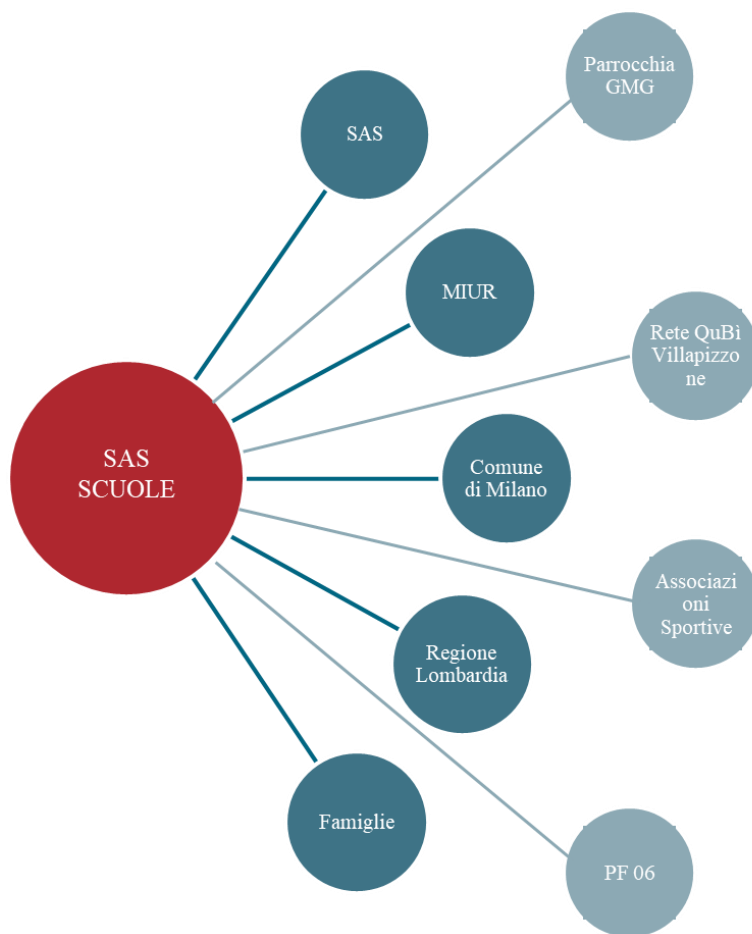 Parrocchia
GMG
SAS
MIUR
Rete QuBì
Villapizzo
ne
SAS
SCUOLE
Comune
di Milano
Associazi
oni
Sportive
Regione
Lombardia
Famiglie
PF 06